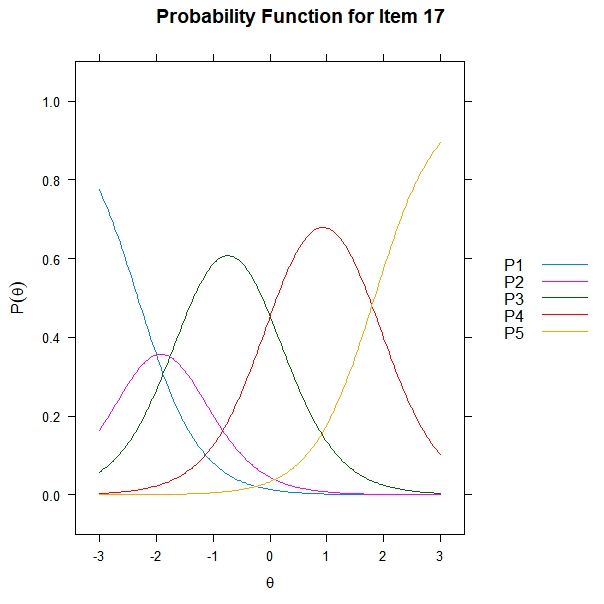 Probability Function for Item 17
P(θ)
1.0
0.8
0.6
0.4
0.2
0.0
-3 -2 -1 0 1 2 3
θ
P1
P2
P3
P4
P5